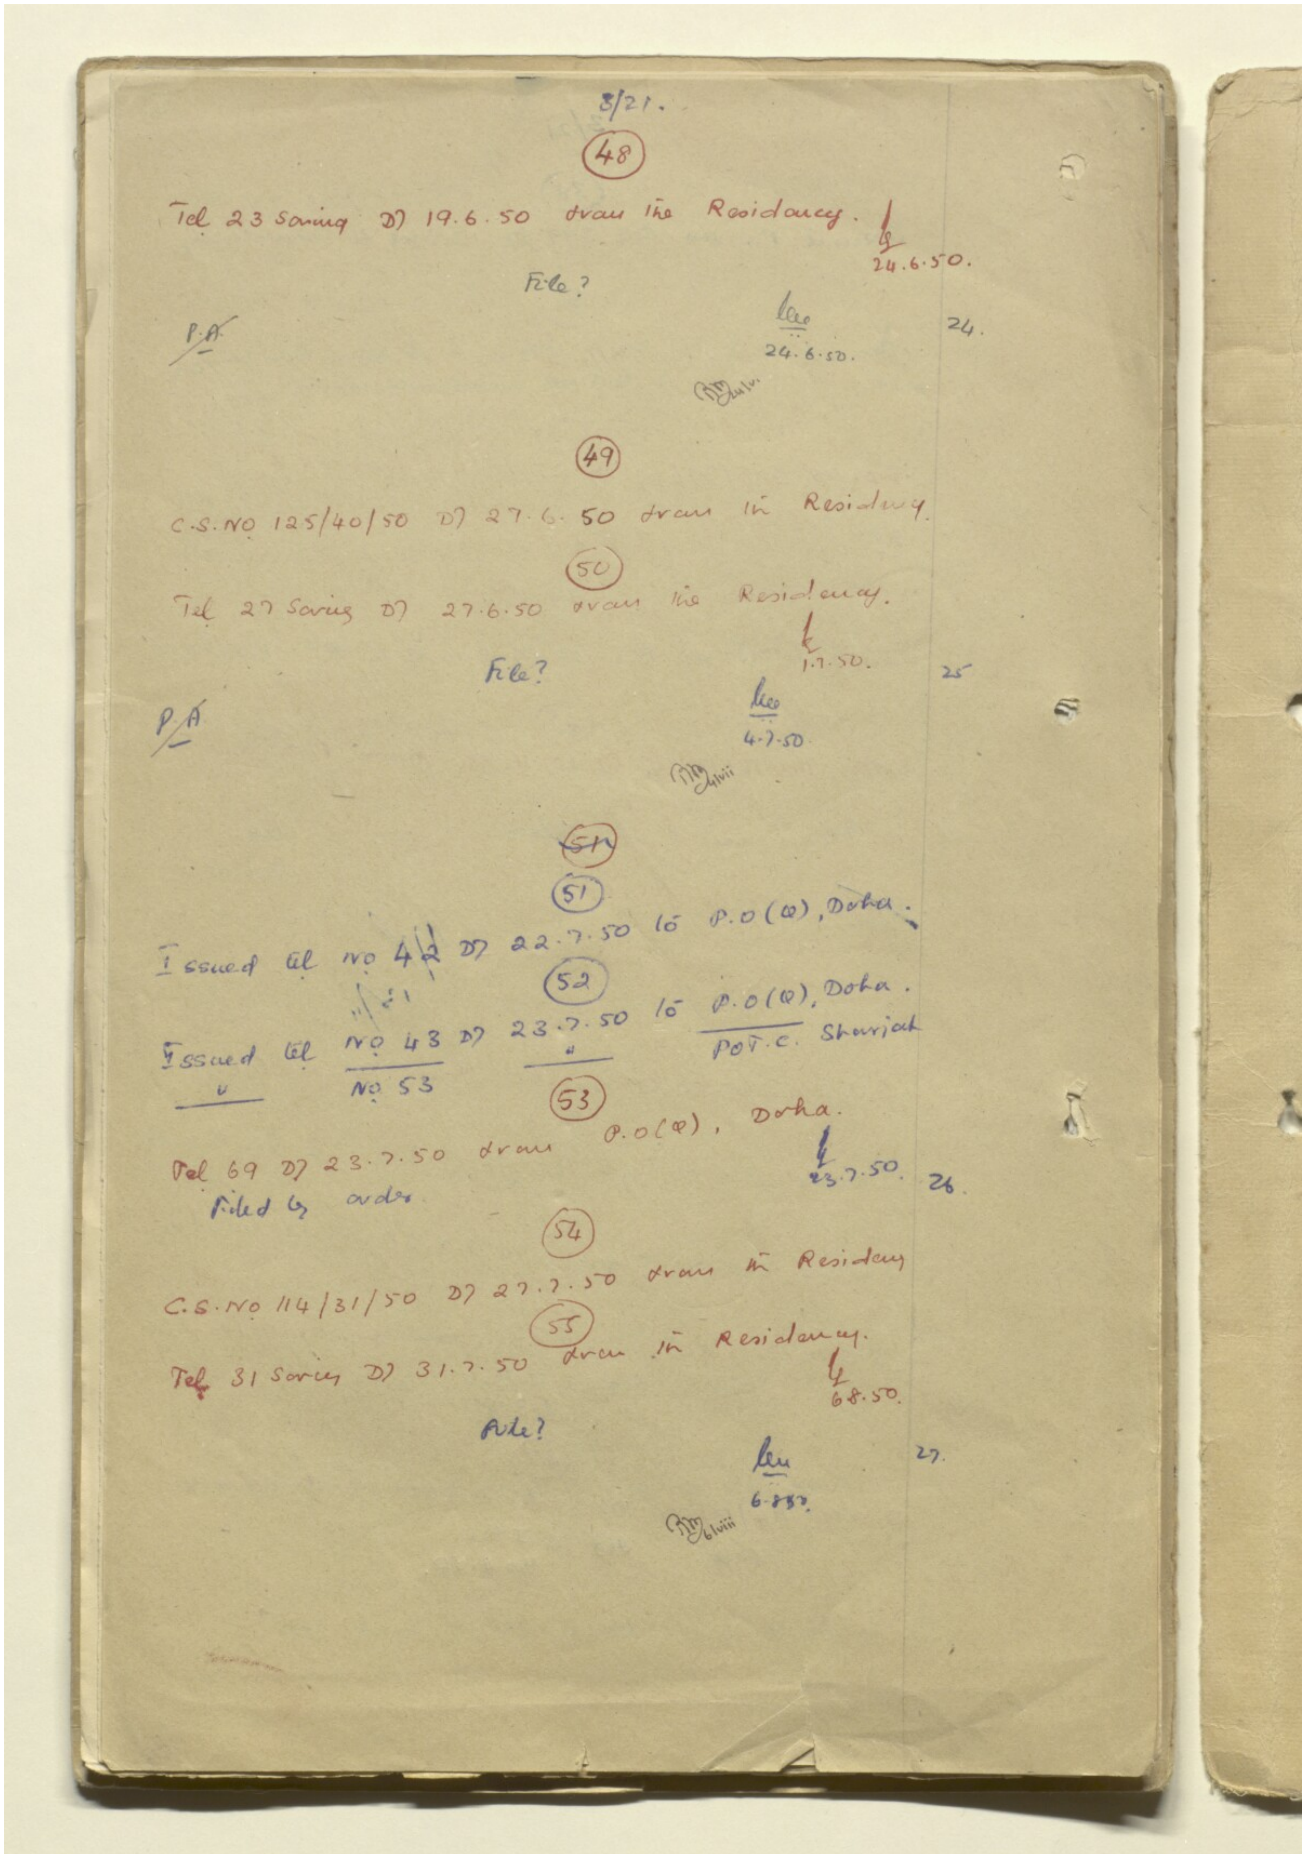 8/21.
48
Tel 23 Saving D) 19.6.50 from the Residency.
24.6.50.
File?
P.A.
24.
24.6.50.
49
C.S. No 125/40/50 D) 27.6.50 from the Residency.
50
Tel 27 Saving D) 27.6.50 from the Residency.
1.7.50.
File?
25
P.A
4.7.50
51
51
Issued tel No 42 D) 22.7.50 to P.O(Q), Doha.
52
Issued tel No 43 D) 23.7.50 to P.O(Q), Doha.
" No 53 " POT.C. Sharjah
53
Tel 69 D) 23.7.50 from P.O(Q), Doha.
23.7.50. 26.
Filed by order
54
C.S. No 114/31/50 D) 27.7.50 from the Residency
55
Tel 31 Saving D) 31.7.50 from the Residency.
6.8.50.
File?
27.
6.8.50.